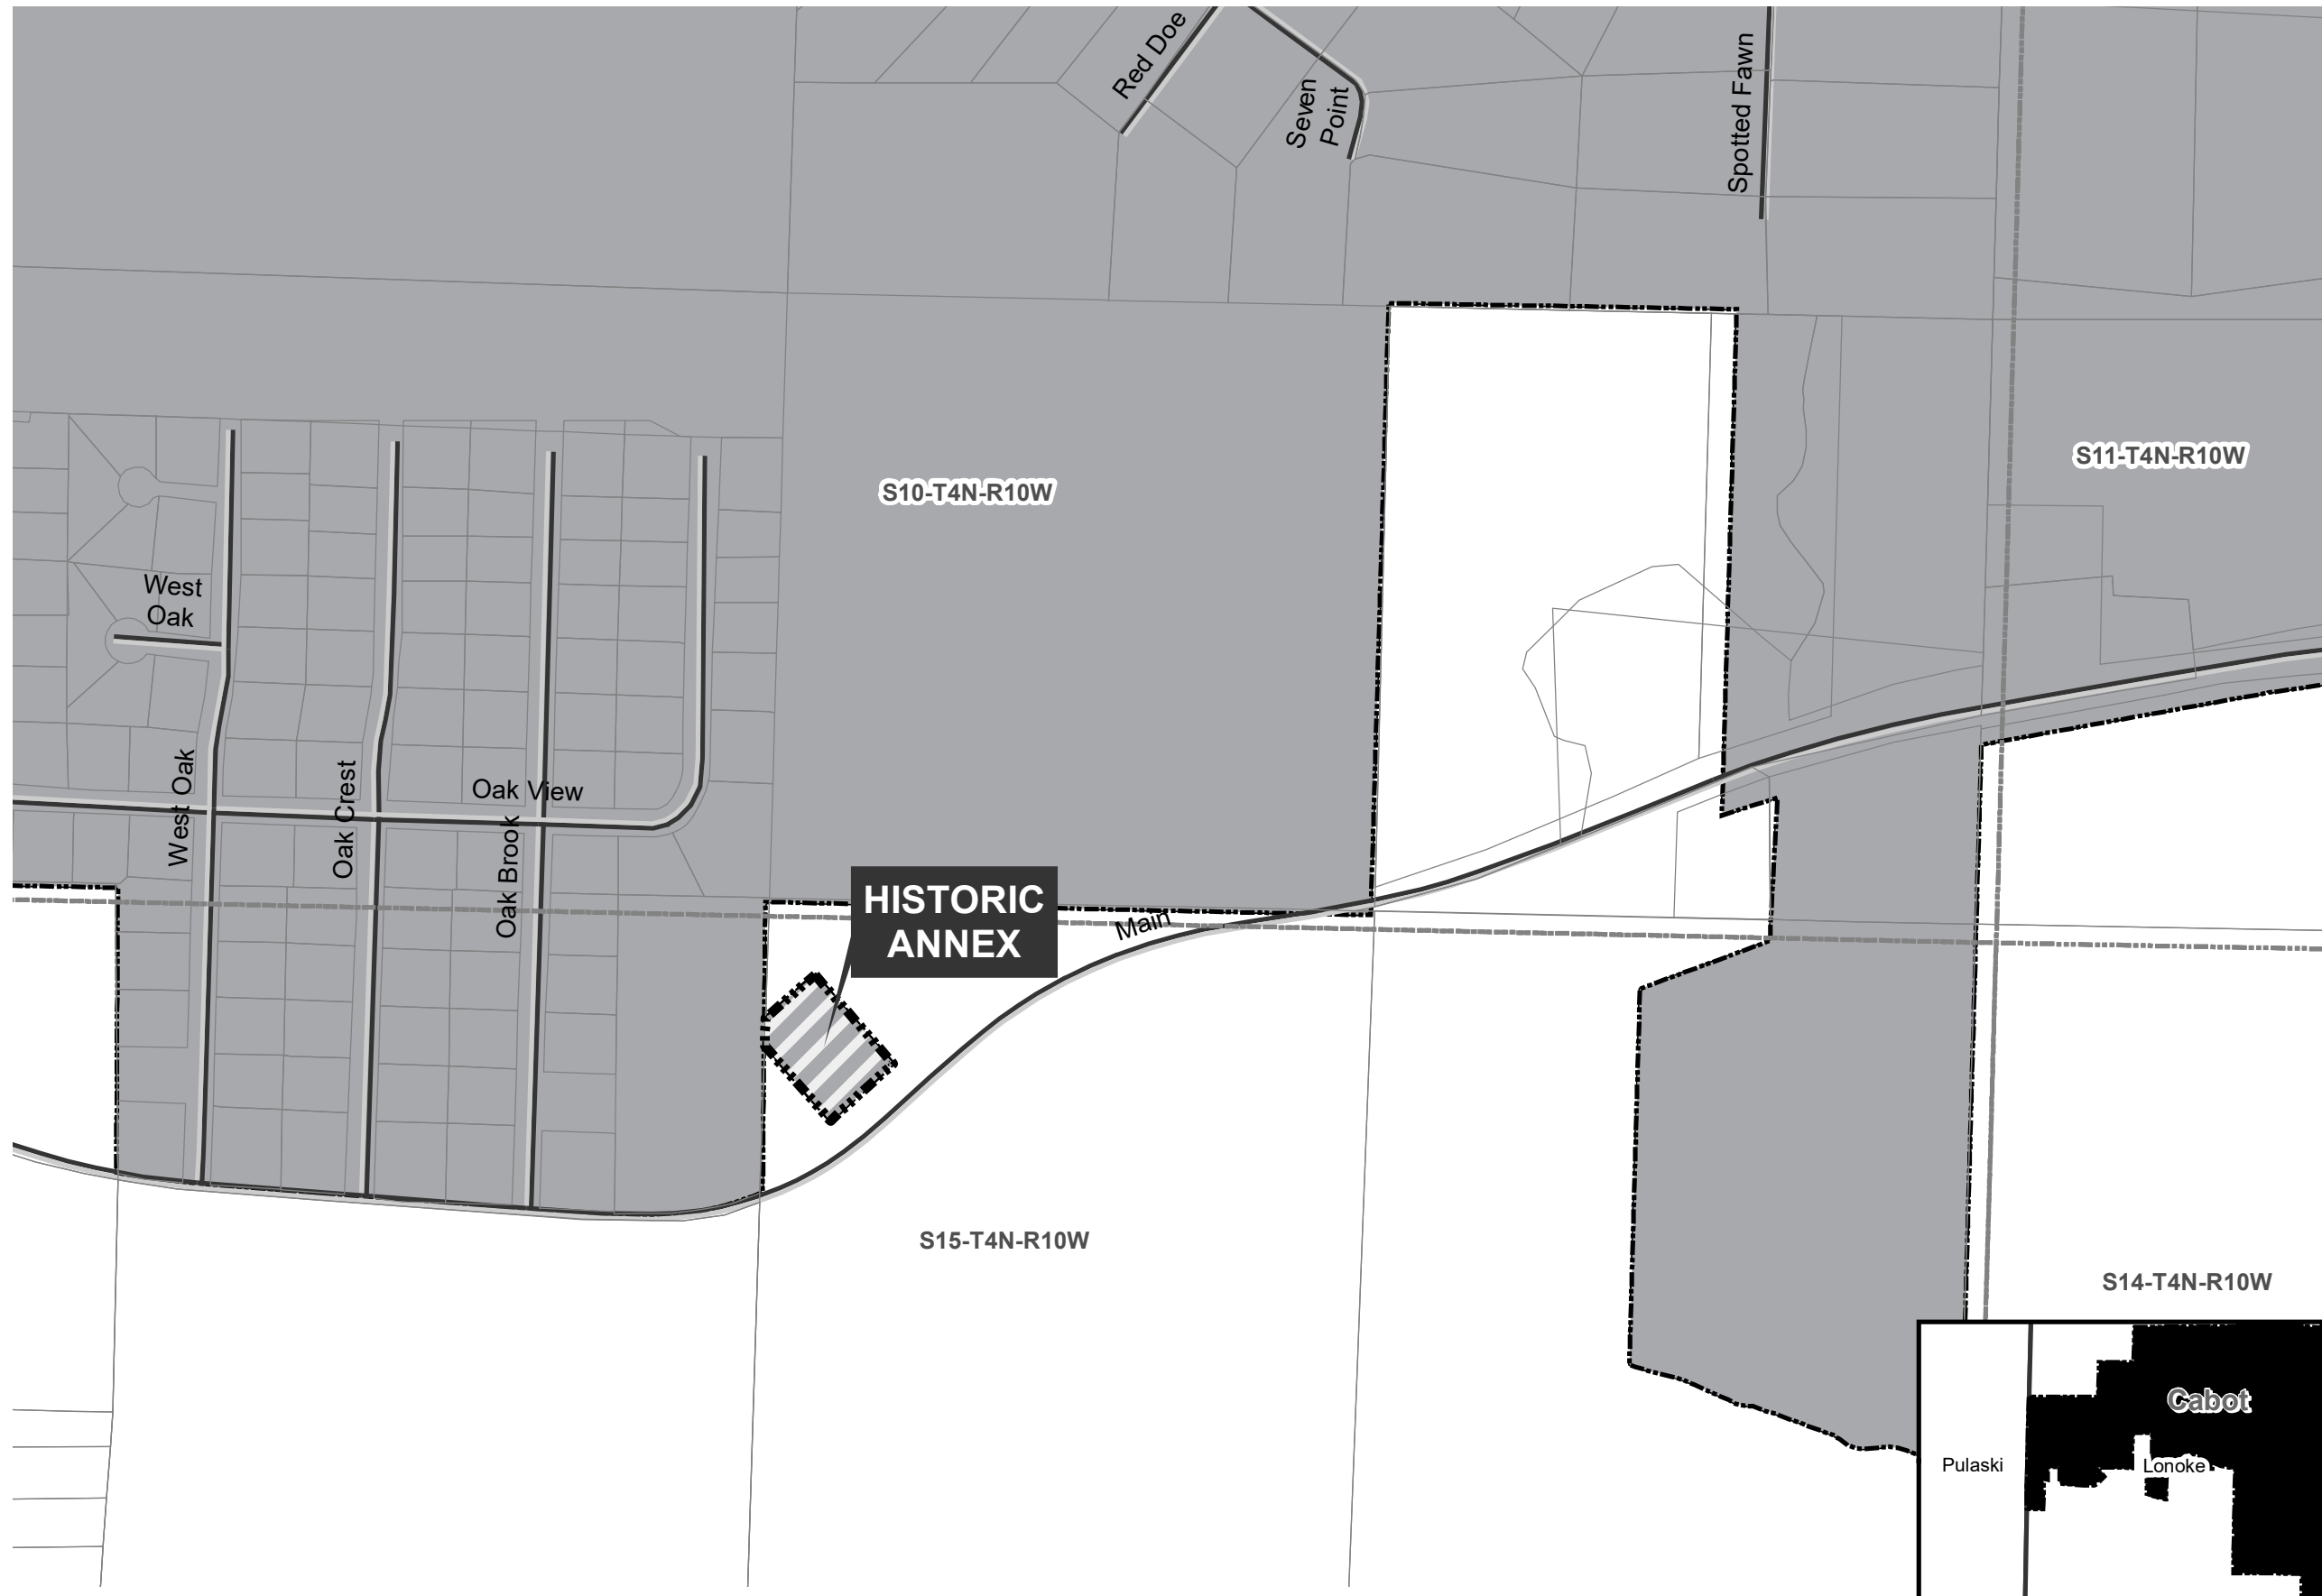 Red Doe
Seven
Point
Spotted Fawn
S11-T4N-R10W
S10-T4N-R10W
West
Oak
West Oak
Oak Crest
Oak View
Oak Brook
HISTORIC
ANNEX
Main
S15-T4N-R10W
S14-T4N-R10W
Cabot
Pulaski
Lonoke